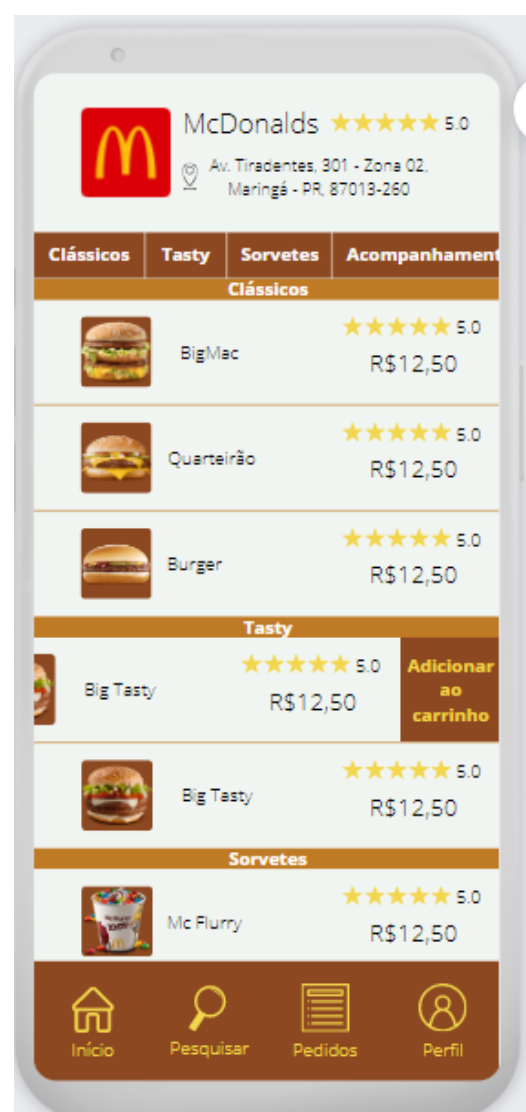 McDonalds 5.0
Av. Tiradentes, 301 - Zona 02,
Maringá - PR, 87013-260
Clássicos Tasty Sorvetes Acompanhament
Clássicos
5.0
BigMac
R$12,50
5.0
Quarteirão
R$12,50
5.0
Burger
R$12,50
Tasty
5.0
Big Tasty
R$12,50
Adicionar
ao
carrinho
5.0
Big Tasty
R$12,50
Sorvetes
5.0
Mc Flurry
R$12,50
Início Pesquisar Pedidos Perfil